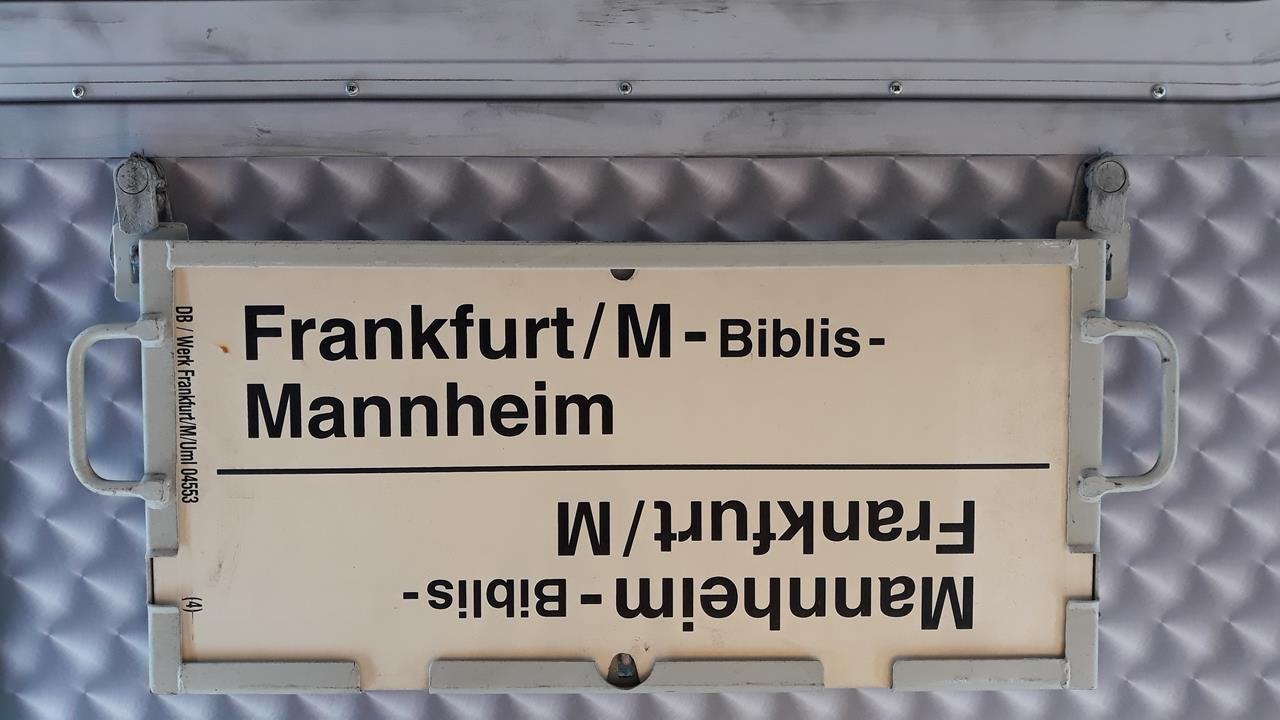 Frankfurt/M-Biblis-
Mannheim
Mannheim-Biblis-
Frankfurt/M
DB / Werk Frankfurt/M/Uml 04553
(4)